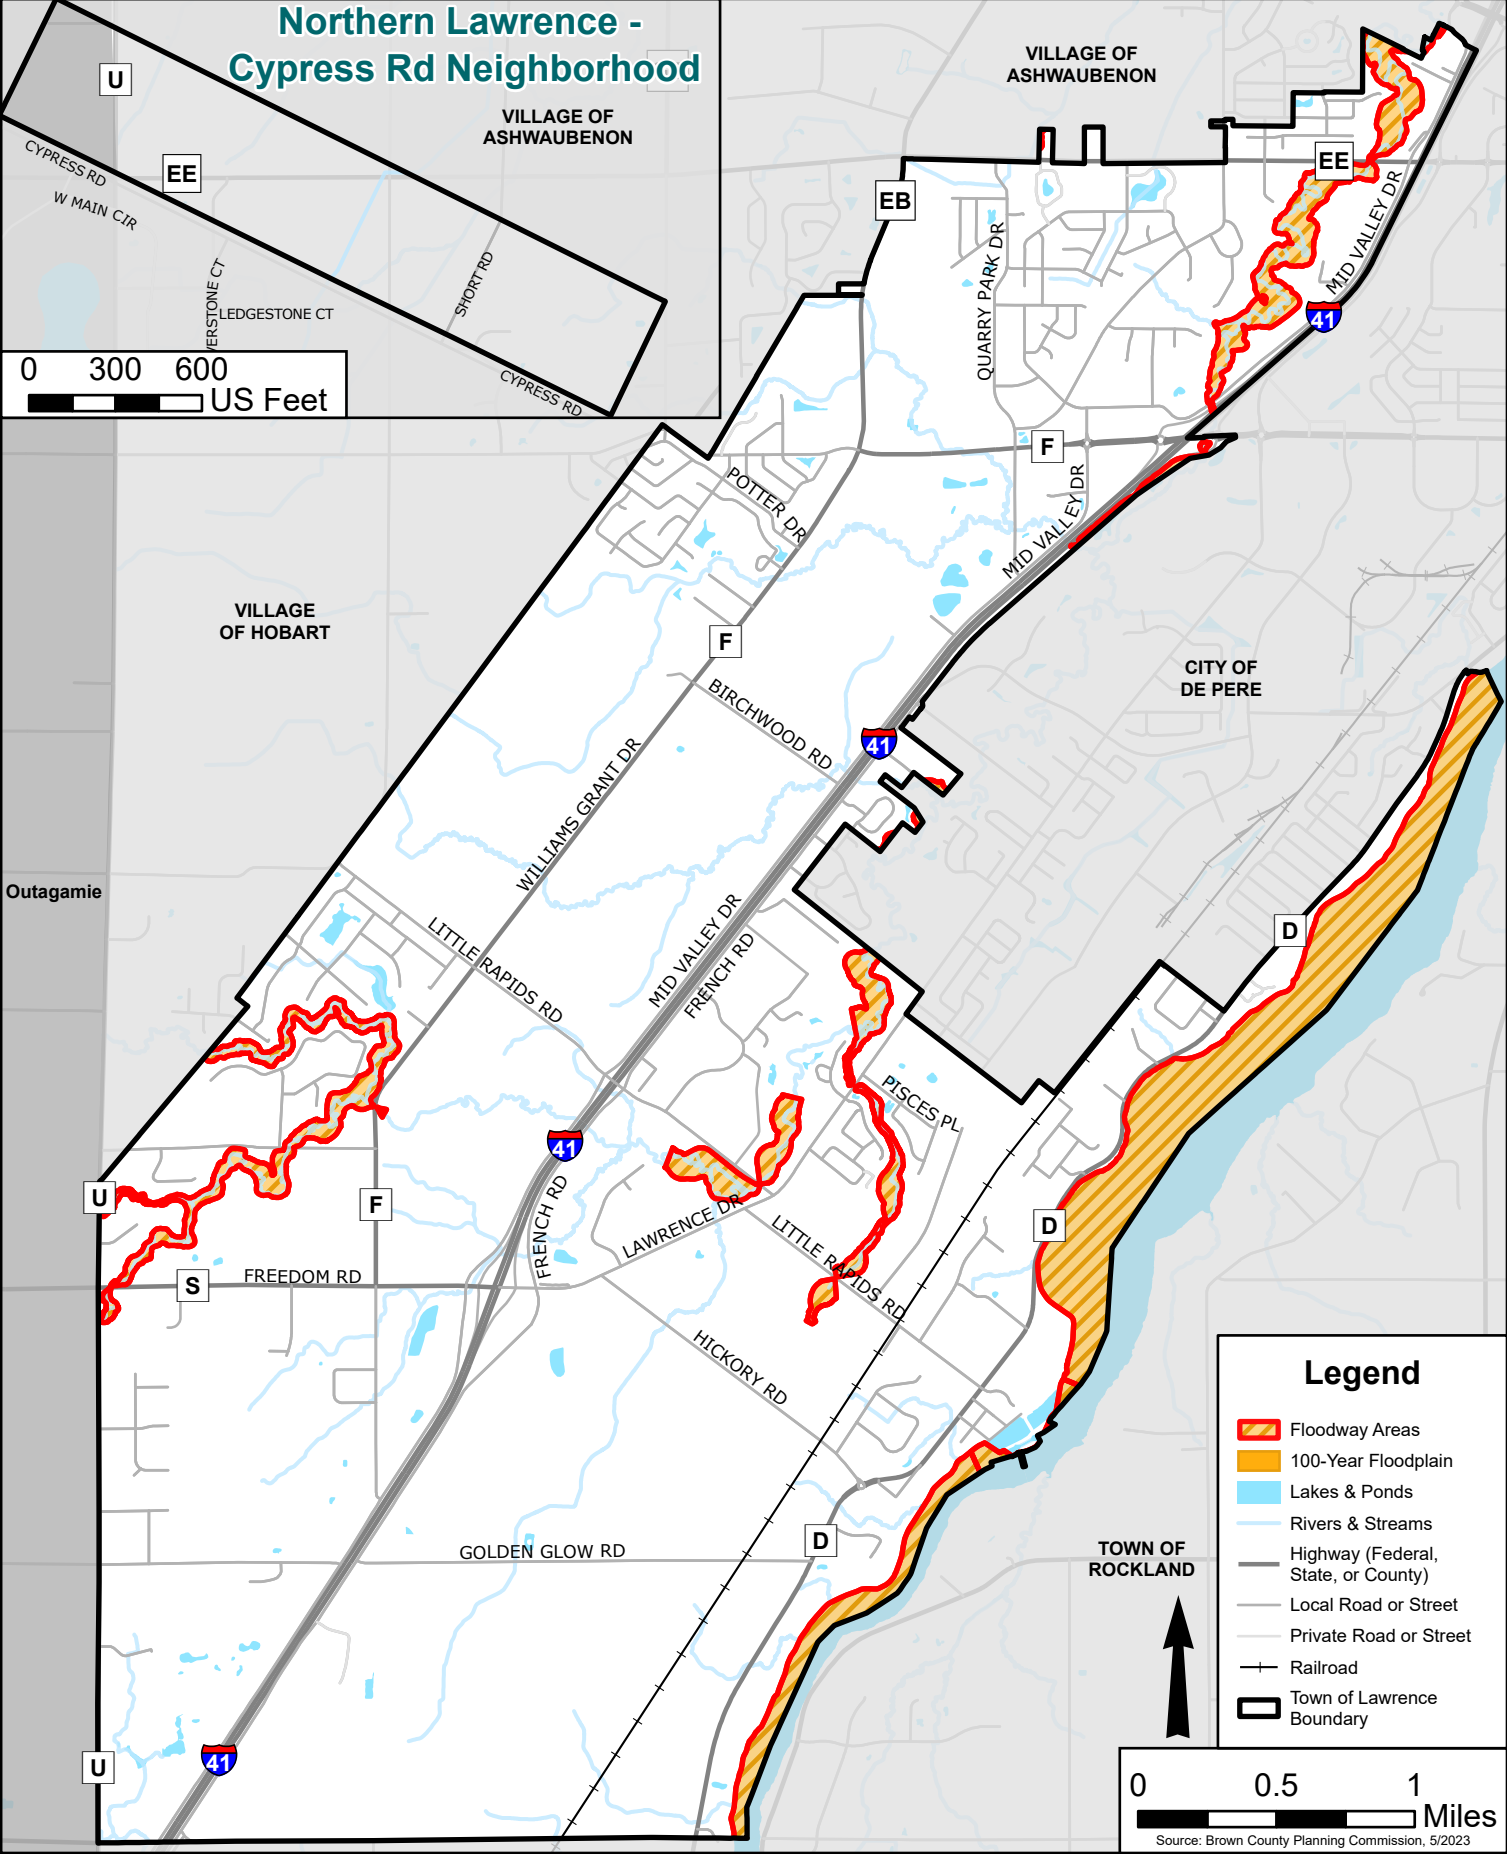 Northern Lawrence -
Cypress Rd Neighborhood
VILLAGE OF
ASHWAUBENON
U
EE
CYPRESS RD
W MAIN CIR
SHORT RD
VERSTONE CT
LEDGESTONE CT
CYPRESS RD
0 300 600
US Feet
VILLAGE OF
ASHWAUBENON
EE
EB
QUARRY PARK DR
MID VALLEY DR
41
F
POTTER DR
MID VALLEY DR
VILLAGE
OF HOBART
F
CITY OF
DE PERE
BIRCHWOOD RD
41
WILLIAMS GRANT DR
Outagamie
LITTLE RAPIDS RD
MID VALLEY DR
FRENCH RD
D
PISCES PL
41
U
F
FRENCH RD
LAWRENCE DR
LITTLE RAPIDS RD
D
S
FREEDOM RD
HICKORY RD
GOLDEN GLOW RD
D
TOWN OF
ROCKLAND
U
41
Legend
Floodway Areas
100-Year Floodplain
Lakes & Ponds
Rivers & Streams
Highway (Federal,
State, or County)
Local Road or Street
Private Road or Street
Railroad
Town of Lawrence
Boundary
0 0.5 1
Miles
Source: Brown County Planning Commission, 5/2023